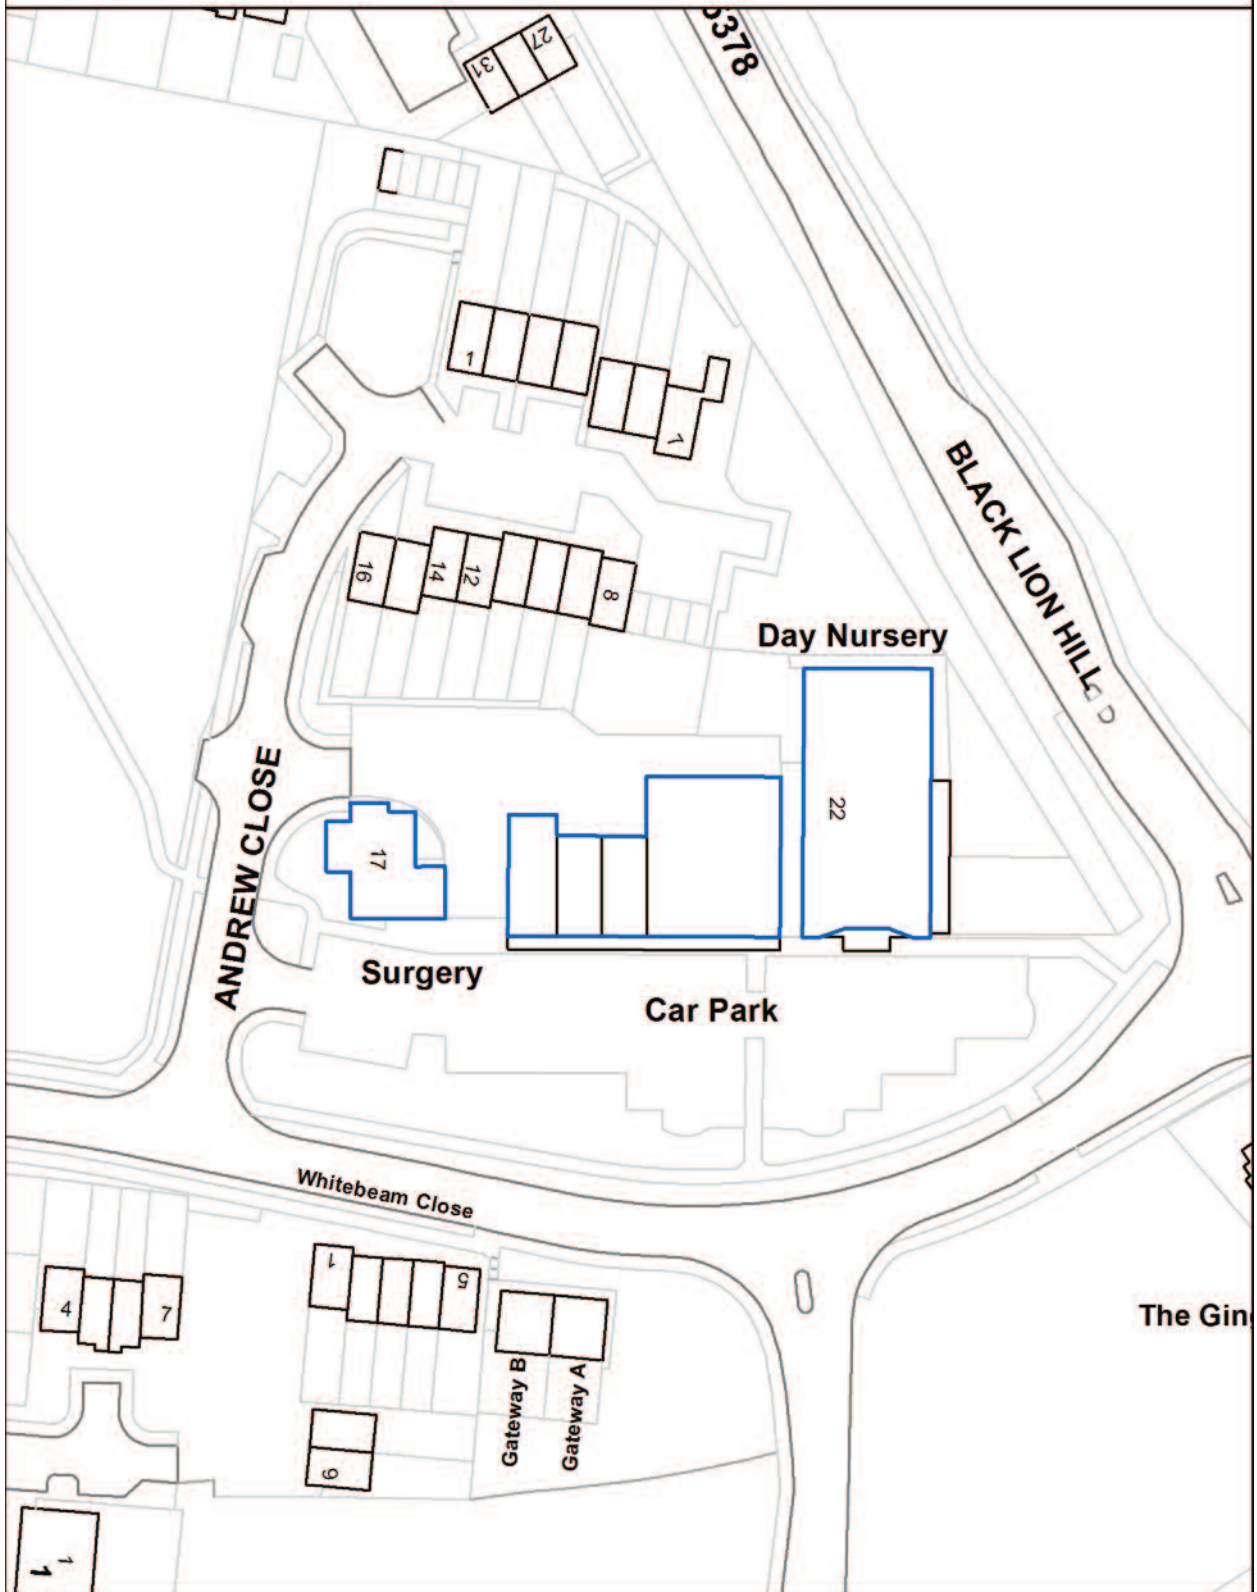 27
31
BLACK LION HILL
1
7
16
14
12
8
Day Nursery
22
17
ANDREW CLOSE
Surgery
Car Park
Whitebeam Close
1
5
4
7
The Gin
Gateway B
Gateway A
9
1
1